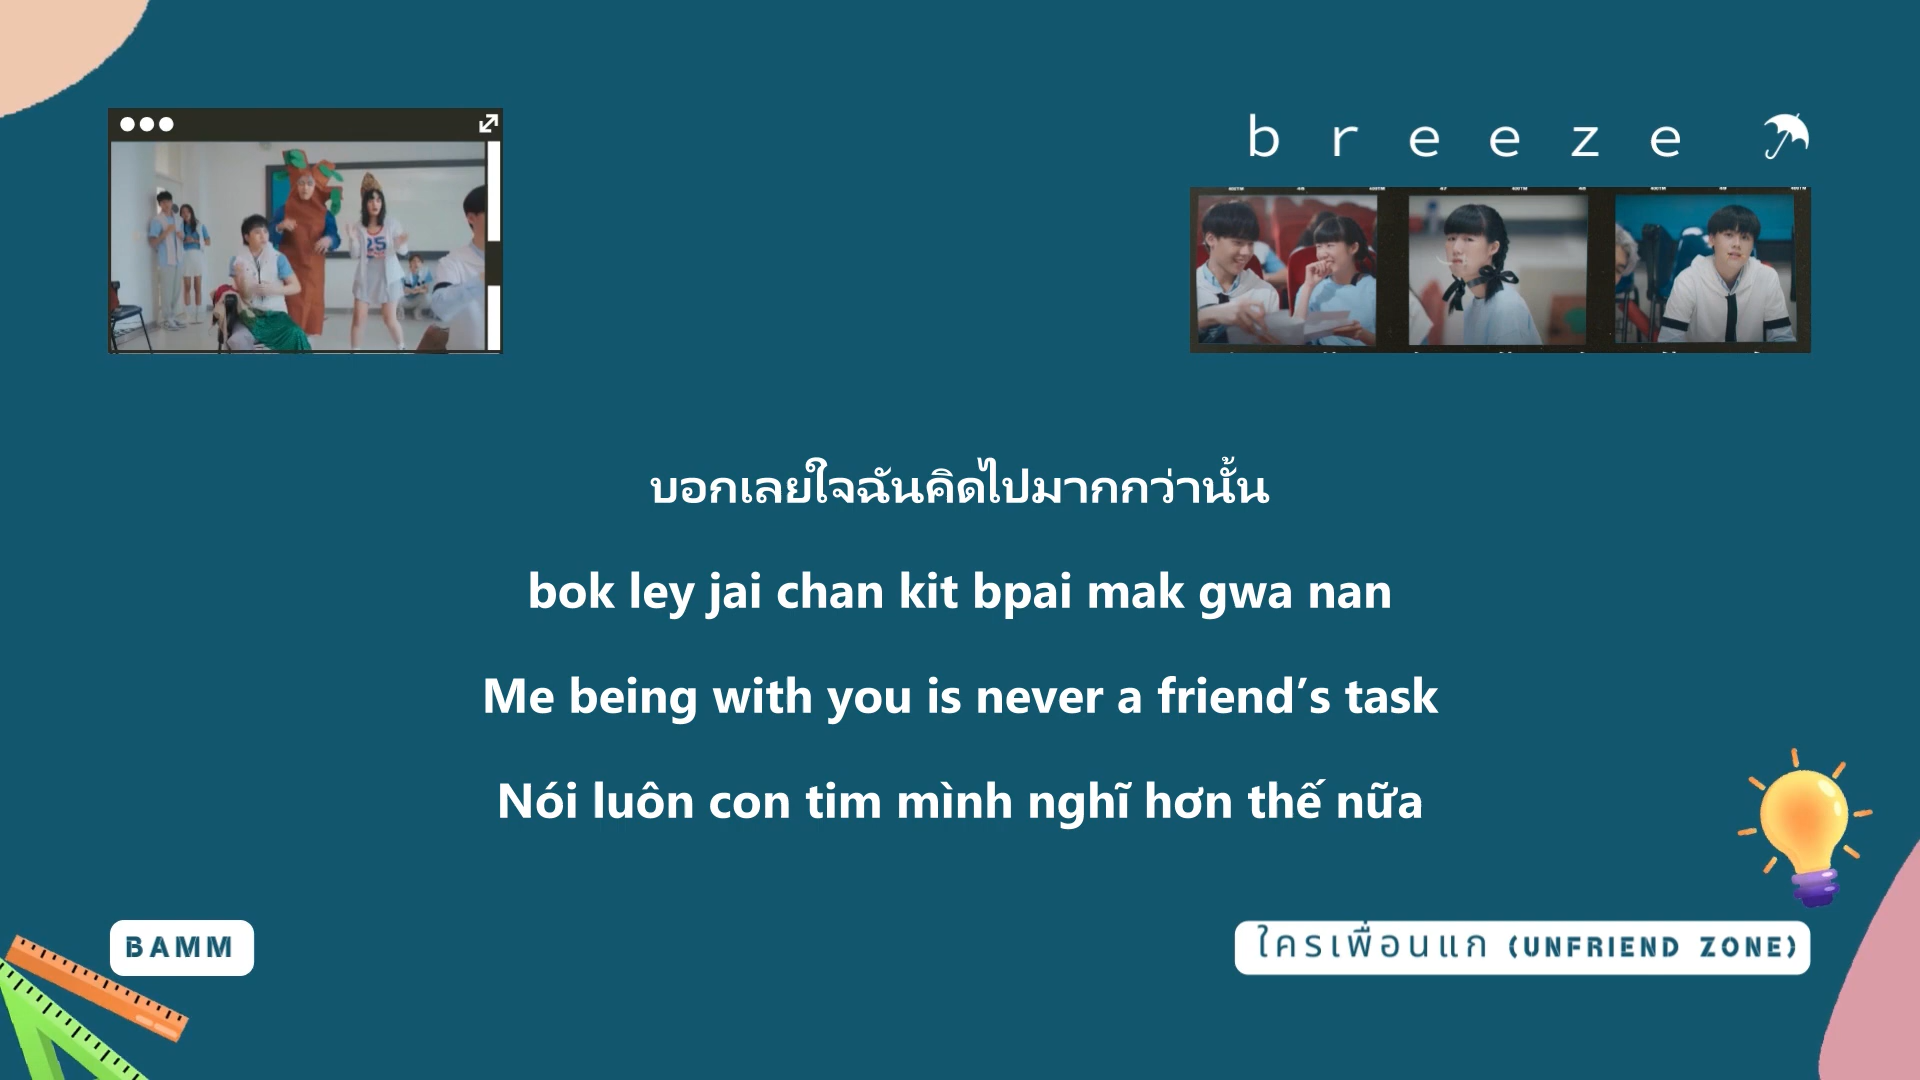 breeze
25
บอกเลยใจฉันคิดไปมากกว่านั้น
bok ley jai chan kit bpai mak gwa nan
Me being with you is never a friend’s task
Nói luôn con tim mình nghĩ hơn thế nữa
BAMM
ใครเพื่อนแก (UNFRIEND ZONE)